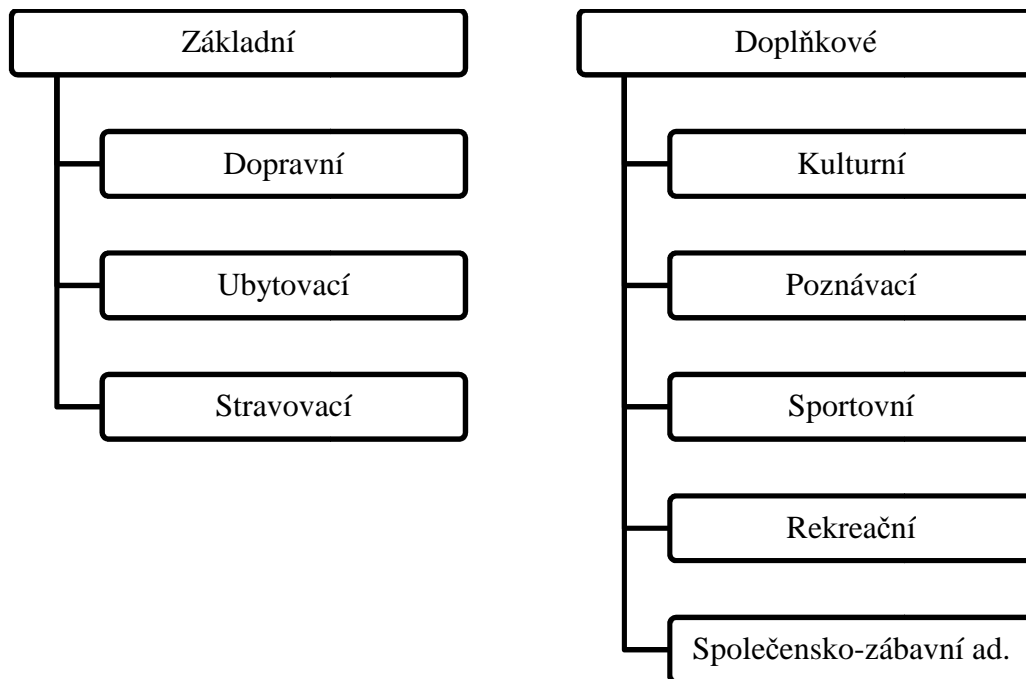 Základní
Dopravní
Ubytovací
Stravovací
Doplňkové
Kulturní
Poznávací
Sportovní
Rekreační
Společensko-zábavní ad.